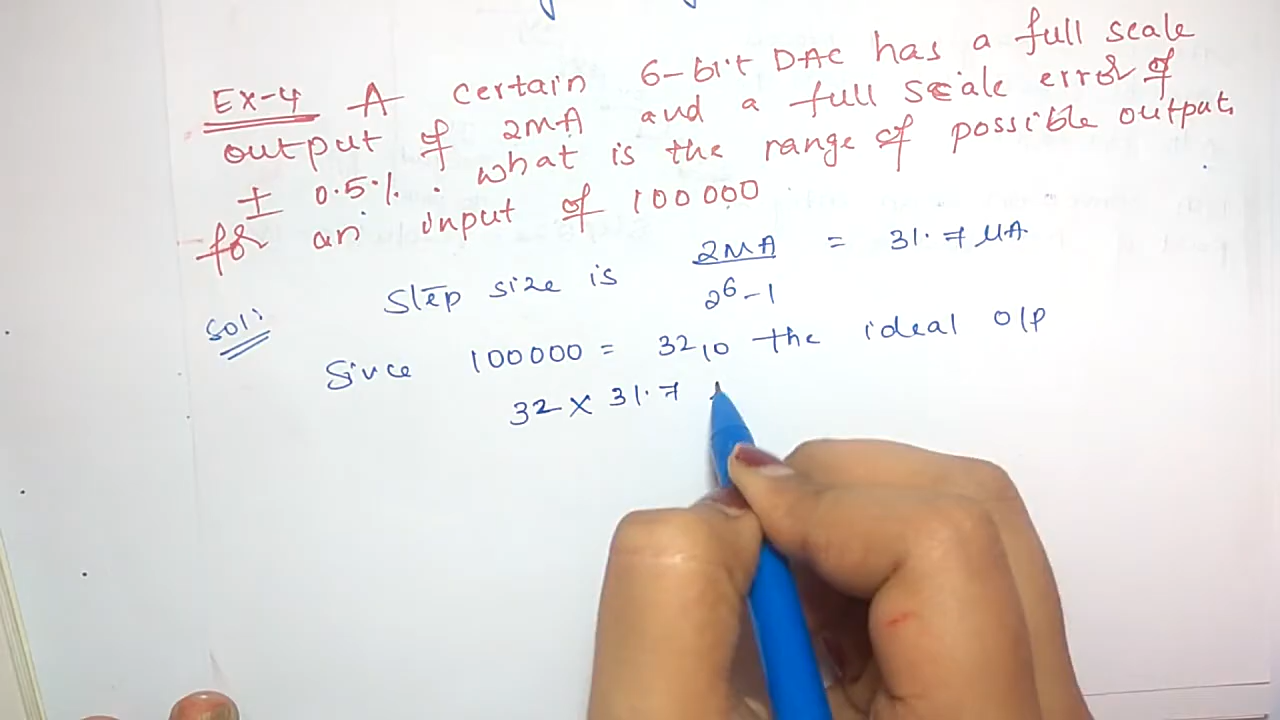 Ex-4 A certain 6-bit DAC has a full scale
output of 2MA and a full scale error of
± 0.5%. what is the range of possible output
for an input of 100000
Sol: Step size is 2MA / 2^6-1 = 31.7 µA
Since 100000 = 32₁₀ the ideal O/P
32 × 31.7